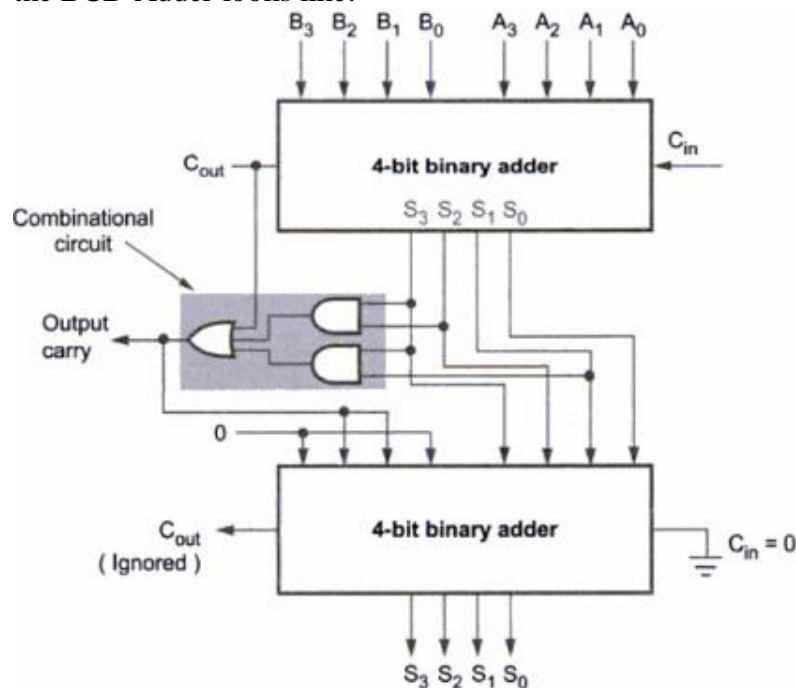 B3 B2 B1 B0 A3 A2 A1 A0
Cout
4-bit binary adder
Cin
S3 S2 S1 S0
Combinational
circuit
Output
carry
0
Cout
( Ignored )
4-bit binary adder
Cin = 0
S3 S2 S1 S0